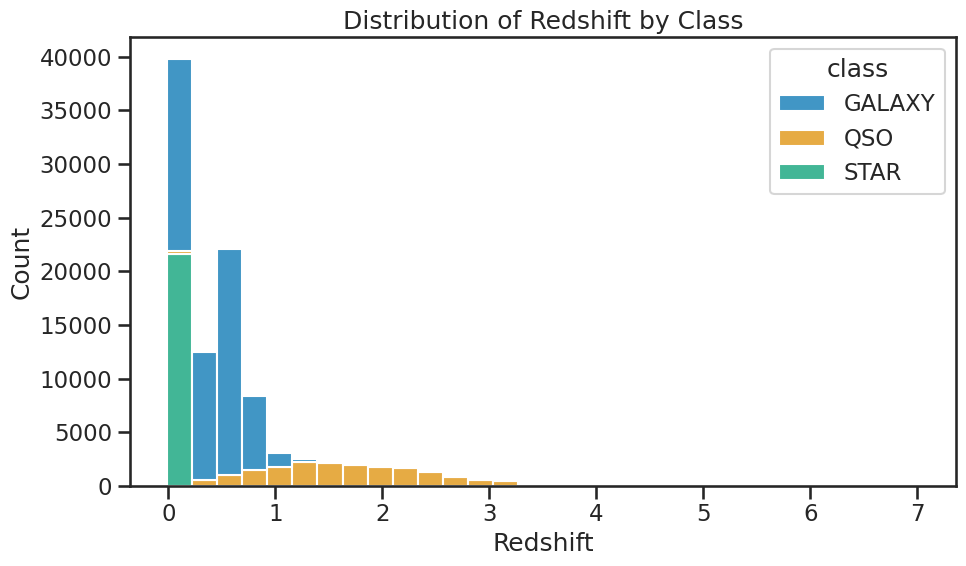 Distribution of Redshift by Class
40000
35000
30000
25000
20000
15000
10000
5000
0
Count
class
GALAXY
QSO
STAR
0 1 2 3 4 5 6 7
Redshift